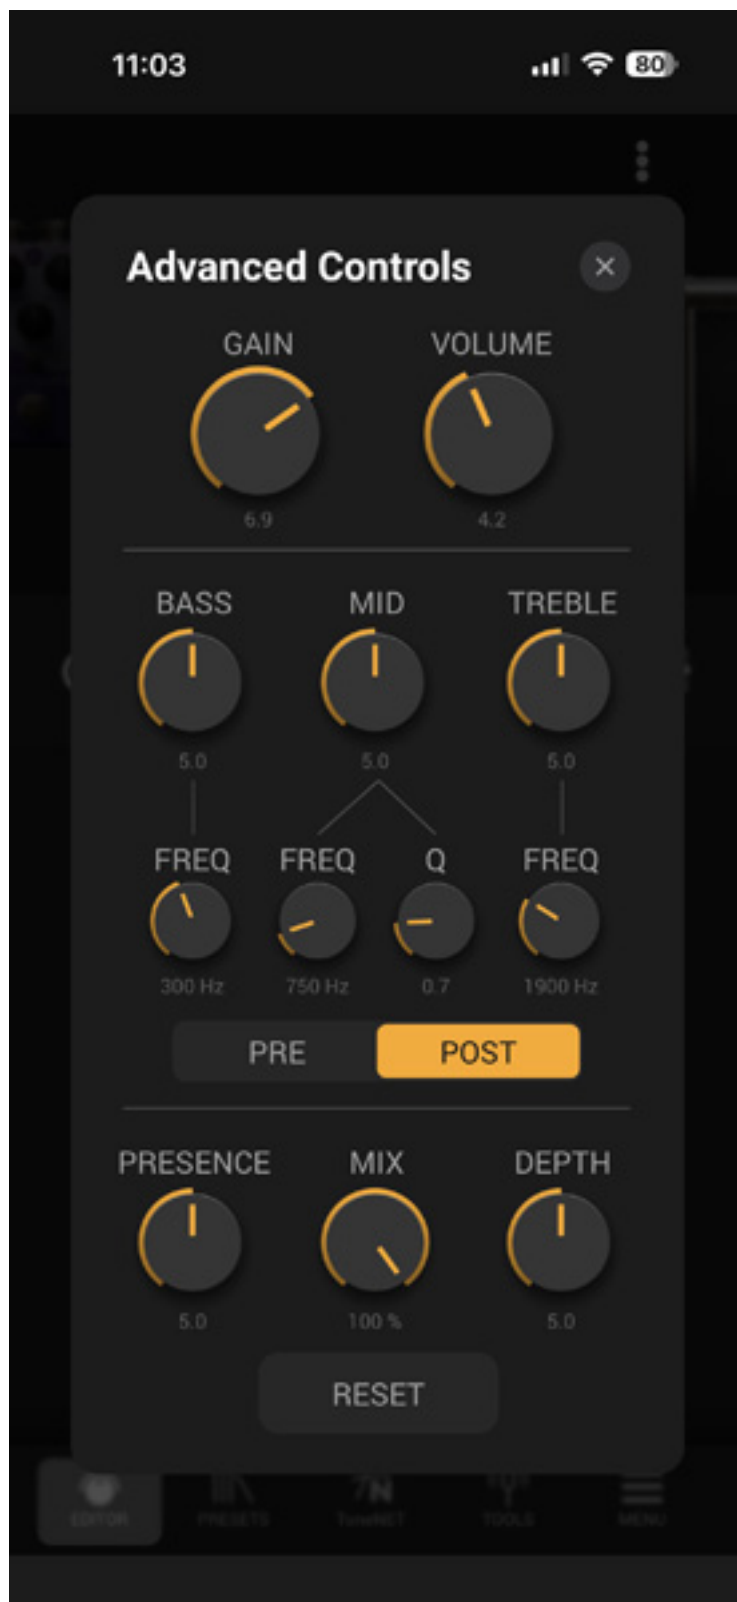 11:03
80
Advanced Controls
GAIN VOLUME
6.9 4.2
BASS MID TREBLE
5.0 5.0 5.0
FREQ FREQ Q FREQ
300 Hz 750 Hz 0.7 1900 Hz
PRE POST
PRESENCE MIX DEPTH
5.0 100 % 5.0
RESET
EDITOR PRESETS ToneNET TOOLS MENU